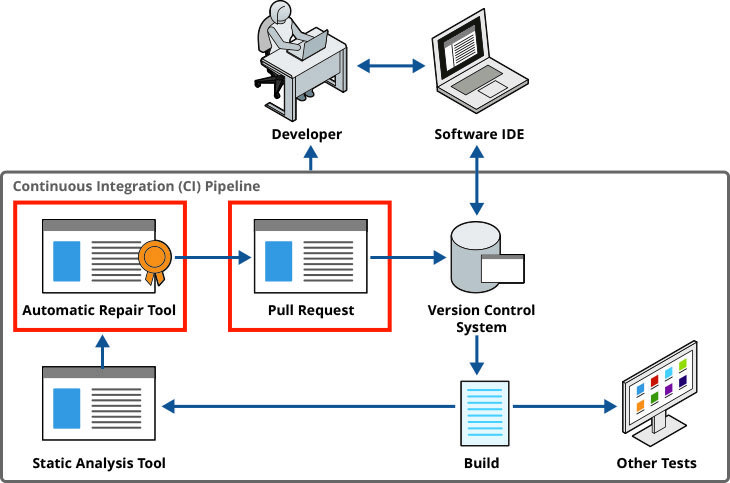 Developer
Software IDE
Continuous Integration (CI) Pipeline
Automatic Repair Tool
Pull Request
Version Control
System
Static Analysis Tool
Build
Other Tests